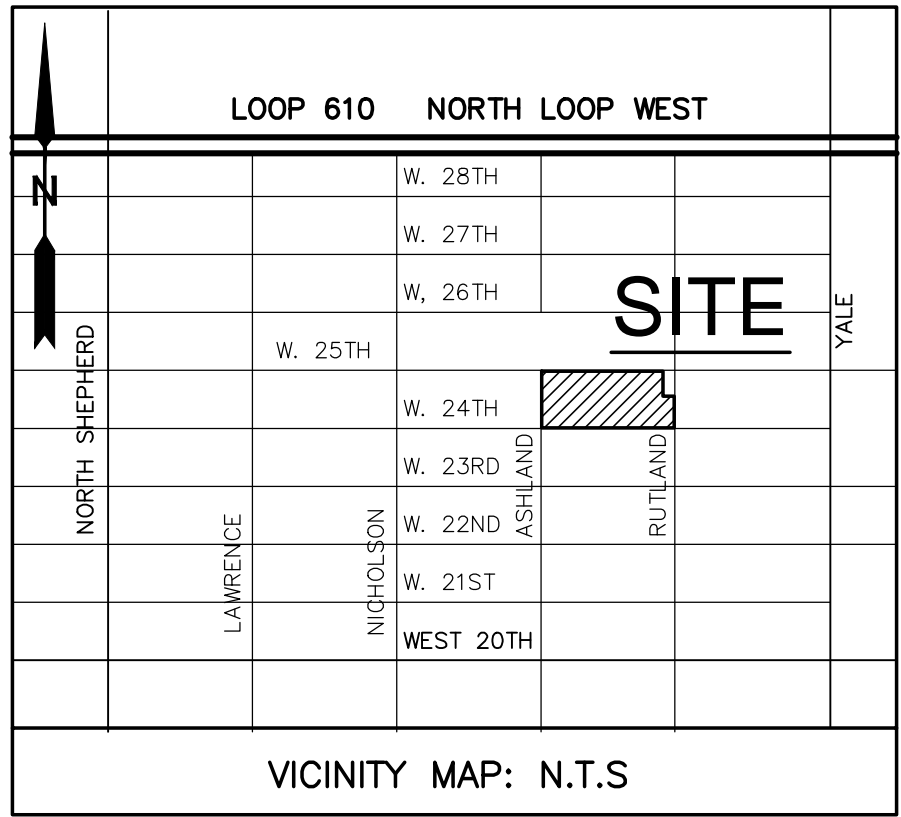 LOOP 610 NORTH LOOP WEST
N
W. 28TH
W. 27TH
W, 26TH
SITE
YALE
W. 25TH
NORTH SHEPHERD
W. 24TH
W. 23RD
ASHLAND
RUTLAND
W. 22ND
LAWRENCE
NICHOLSON
W. 21ST
WEST 20TH
VICINITY MAP: N.T.S